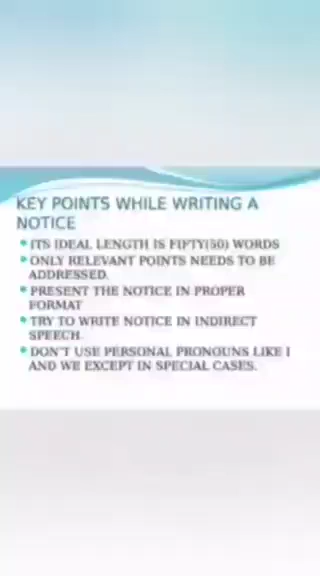 KEY POINTS WHILE WRITING A
NOTICE
ITS IDEAL LENGTH IS FIFTY(50) WORDS
ONLY RELEVANT POINTS NEEDS TO BE
ADDRESSED.
PRESENT THE NOTICE IN PROPER
FORMAT
TRY TO WRITE NOTICE IN INDIRECT
SPEECH
DON'T USE PERSONAL PRONOUNS LIKE I
AND WE EXCEPT IN SPECIAL CASES.